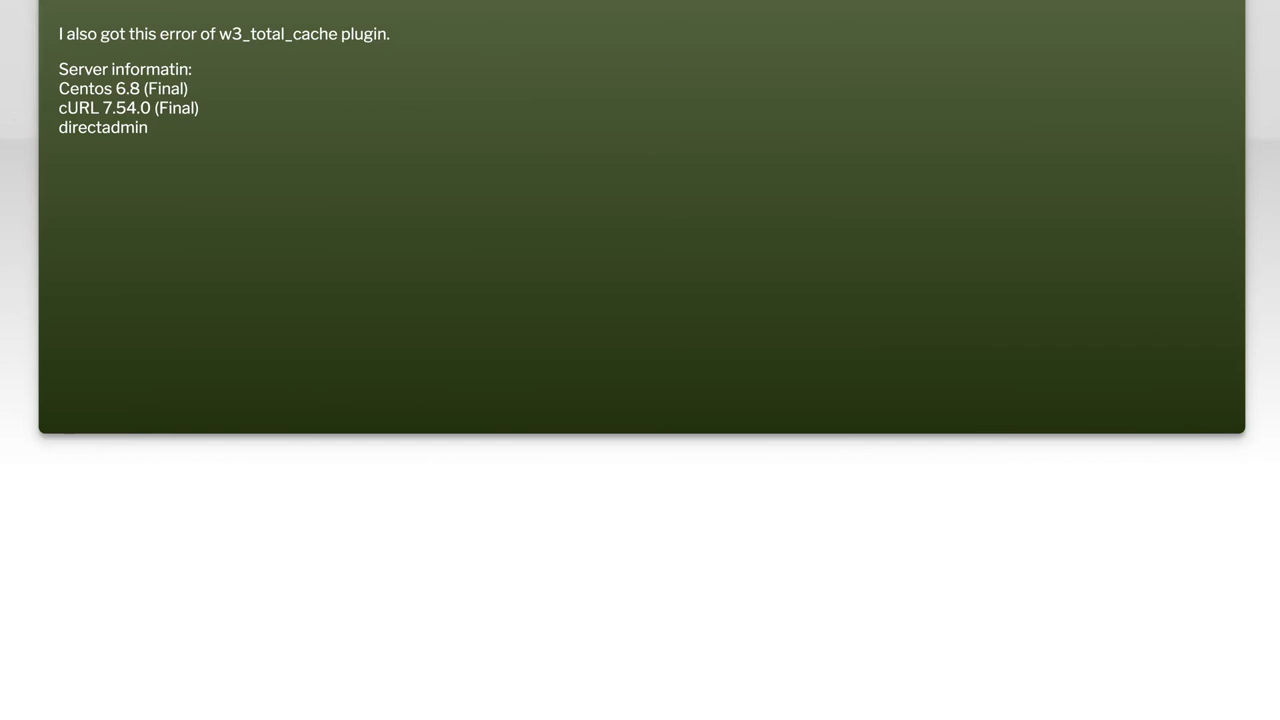 I also got this error of w3_total_cache plugin.
Server informatin:
Centos 6.8 (Final)
cURL 7.54.0 (Final)
directadmin